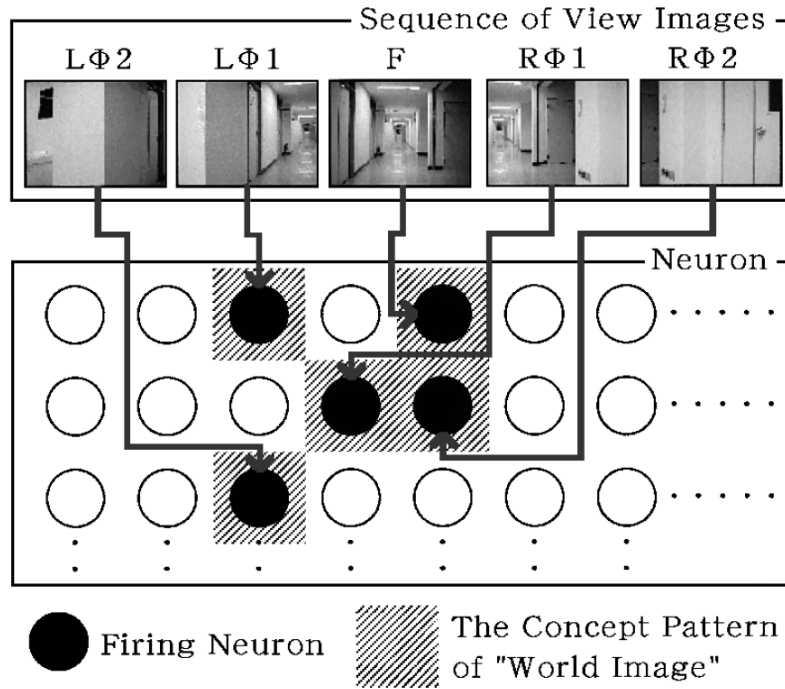 Sequence of View Images
LΦ2 LΦ1 F RΦ1 RΦ2
Neuron
Firing Neuron
The Concept Pattern
of "World Image"